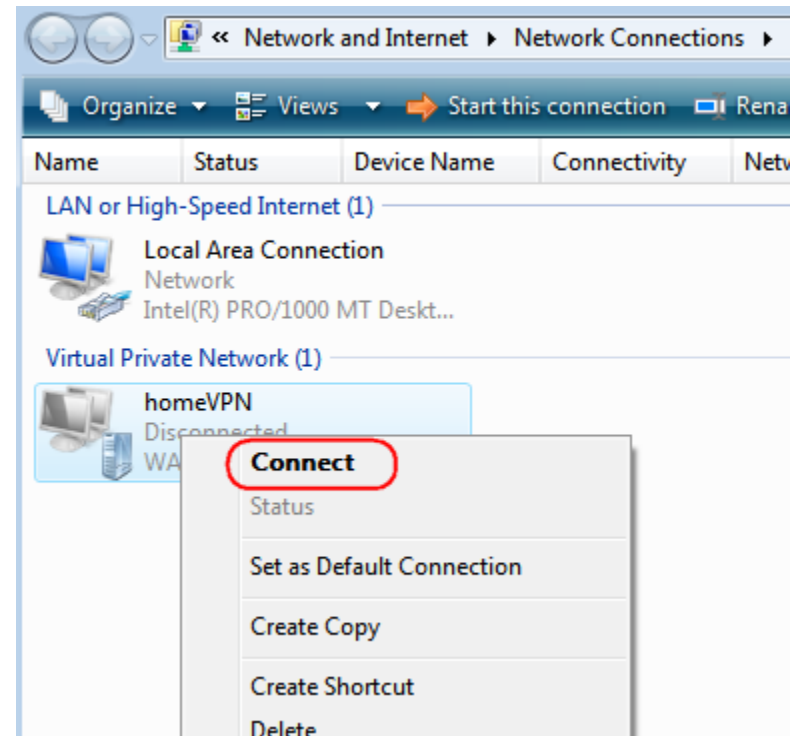 « Network and Internet ▸ Network Connections ▸
Organize Views Start this connection
Name Status Device Name Connectivity
LAN or High-Speed Internet (1)
Local Area Connection
Network
Intel(R) PRO/1000 MT Deskt...
Virtual Private Network (1)
homeVPN
Disconnected
Connect
Status
Set as Default Connection
Create Copy
Create Shortcut
Delete